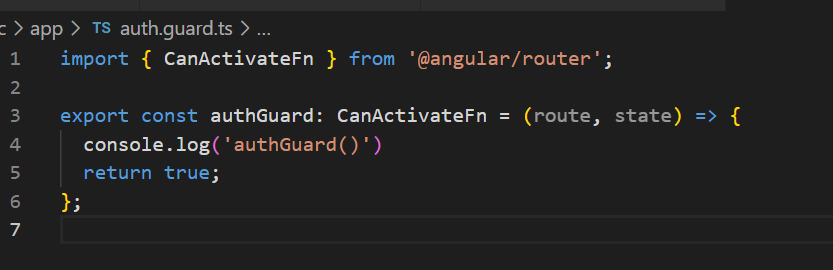 c > app > TS auth.guard.ts > ...
1 import { CanActivateFn } from '@angular/router';
2
3 export const authGuard: CanActivateFn = (route, state) => {
4   console.log('authGuard()')
5   return true;
6 };
7